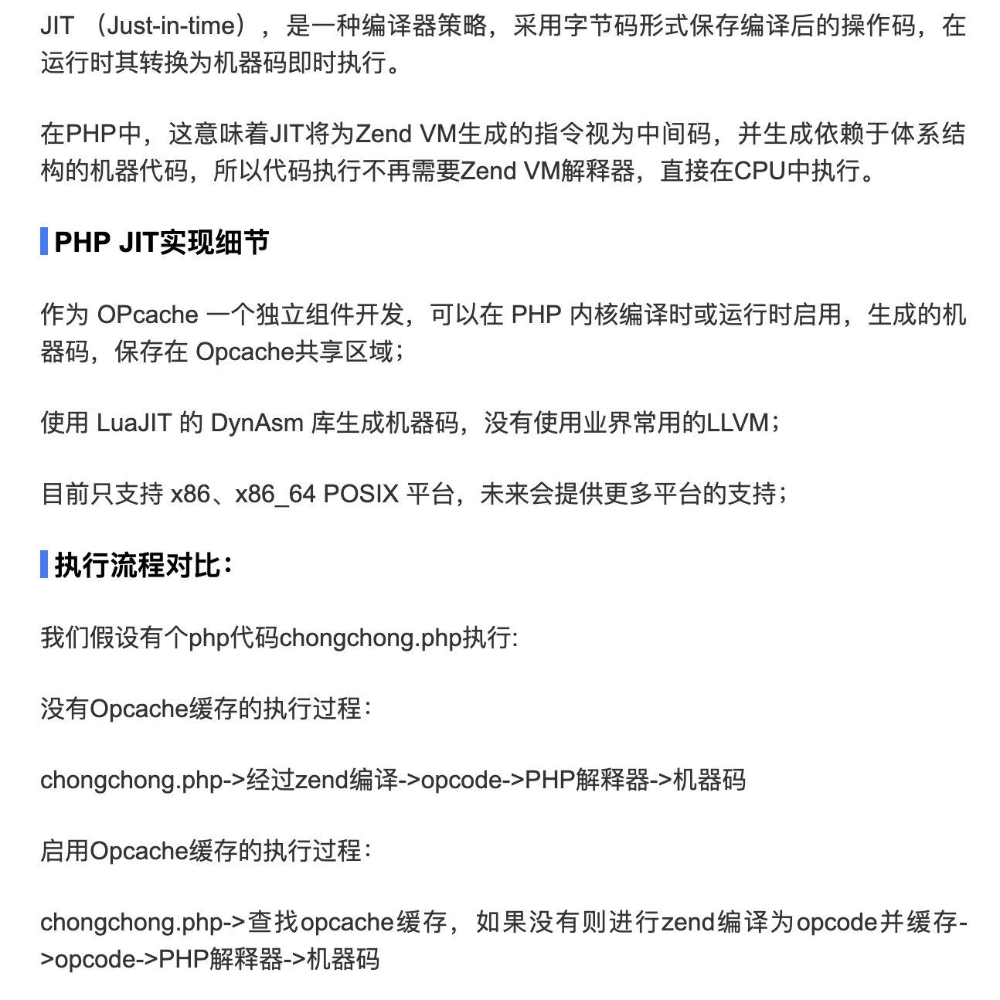 JIT （Just-in-time），是一种编译器策略，采用字节码形式保存编译后的操作码，在
运行时其转换为机器码即时执行。
在PHP中，这意味着JIT将为Zend VM生成的指令视为中间码，并生成依赖于体系结
构的机器代码，所以代码执行不再需要Zend VM解释器，直接在CPU中执行。
PHP JIT实现细节
作为 OPcache 一个独立组件开发，可以在 PHP 内核编译时或运行时启用，生成的机
器码，保存在 Opcache共享区域；
使用 LuaJIT 的 DynAsm 库生成机器码，没有使用业界常用的LLVM；
目前只支持 x86、x86_64 POSIX 平台，未来会提供更多平台的支持；
执行流程对比：
我们假设有个php代码chongchong.php执行:
没有Opcache缓存的执行过程：
chongchong.php->经过zend编译->opcode->PHP解释器->机器码
启用Opcache缓存的执行过程：
chongchong.php->查找opcache缓存，如果没有则进行zend编译为opcode并缓存-
>opcode->PHP解释器->机器码